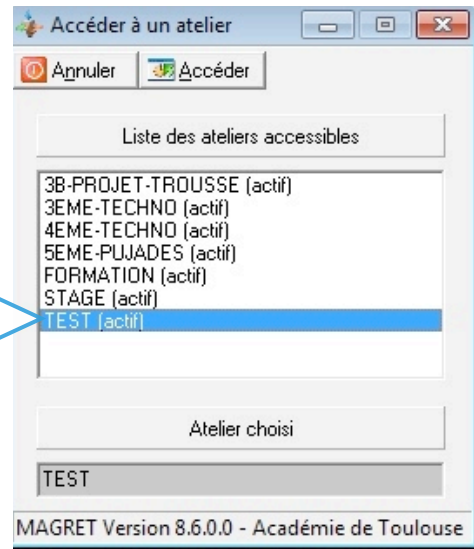 Accéder à un atelier
Annuler Accéder
Liste des ateliers accessibles
3B-PROJET-TROUSSE (actif)
3EME-TECHNO (actif)
4EME-TECHNO (actif)
5EME-PUJADES (actif)
FORMATION (actif)
STAGE (actif)
TEST (actif)
Atelier choisi
TEST
MAGRET Version 8.6.0.0 - Académie de Toulouse